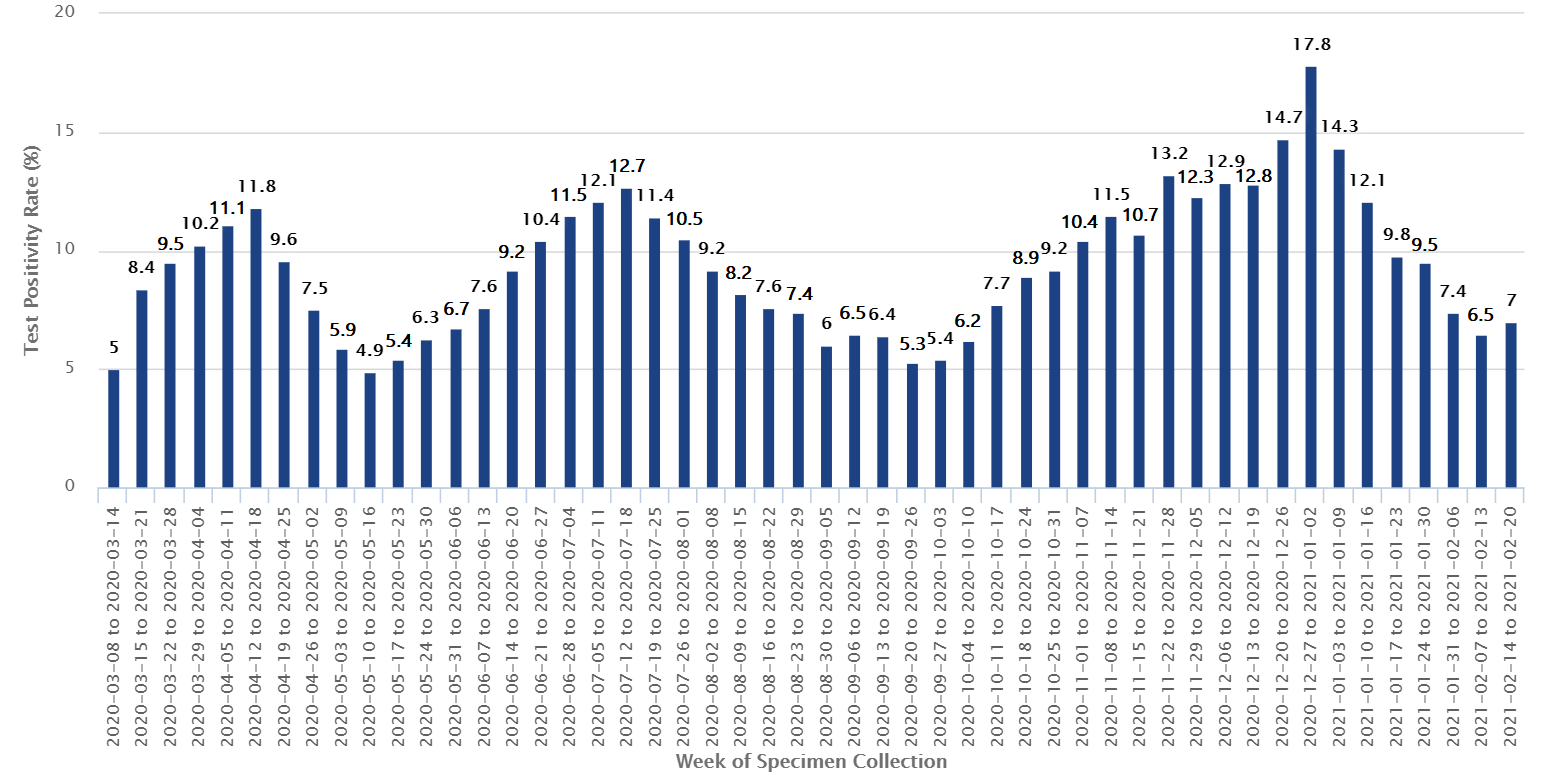 20
15
10
5
0
Test Positivity Rate (%)
5
8.4
9.5
10.2
11.1
11.8
9.6
7.5
5.9
4.9
5.4
6.3
6.7
7.6
9.2
10.4
11.5
12.1
12.7
11.4
10.5
9.2
8.2
7.6
7.4
6
6.5
6.4
5.3
5.4
6.2
7.7
8.9
9.2
10.4
11.5
10.7
13.2
12.3
12.9
12.8
14.7
17.8
14.3
12.1
9.8
9.5
7.4
6.5
7
2020-03-08 to 2020-03-14
2020-03-15 to 2020-03-21
2020-03-22 to 2020-03-28
2020-03-29 to 2020-04-04
2020-04-05 to 2020-04-11
2020-04-12 to 2020-04-18
2020-04-19 to 2020-04-25
2020-04-26 to 2020-05-02
2020-05-03 to 2020-05-09
2020-05-10 to 2020-05-16
2020-05-17 to 2020-05-23
2020-05-24 to 2020-05-30
2020-05-31 to 2020-06-06
2020-06-07 to 2020-06-13
2020-06-14 to 2020-06-20
2020-06-21 to 2020-06-27
2020-06-28 to 2020-07-04
2020-07-05 to 2020-07-11
2020-07-12 to 2020-07-18
2020-07-19 to 2020-07-25
2020-07-26 to 2020-08-01
2020-08-02 to 2020-08-08
2020-08-09 to 2020-08-15
2020-08-16 to 2020-08-22
2020-08-23 to 2020-08-29
2020-08-30 to 2020-09-05
2020-09-06 to 2020-09-12
2020-09-13 to 2020-09-19
2020-09-20 to 2020-09-26
2020-09-27 to 2020-10-03
2020-10-04 to 2020-10-10
2020-10-11 to 2020-10-17
2020-10-18 to 2020-10-24
2020-10-25 to 2020-10-31
2020-11-01 to 2020-11-07
2020-11-08 to 2020-11-14
2020-11-15 to 2020-11-21
2020-11-22 to 2020-11-28
2020-11-29 to 2020-12-05
2020-12-06 to 2020-12-12
2020-12-13 to 2020-12-19
2020-12-20 to 2020-12-26
2020-12-27 to 2021-01-02
2021-01-03 to 2021-01-09
2021-01-10 to 2021-01-16
2021-01-17 to 2021-01-23
2021-01-24 to 2021-01-30
2021-01-31 to 2021-02-06
2021-02-07 to 2021-02-13
2021-02-14 to 2021-02-20
Week of Specimen Collection